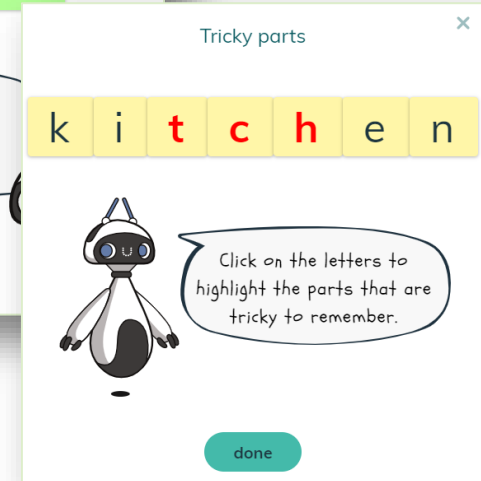 Tricky parts
k i t c h e n
Click on the letters to
highlight the parts that are
tricky to remember.
done